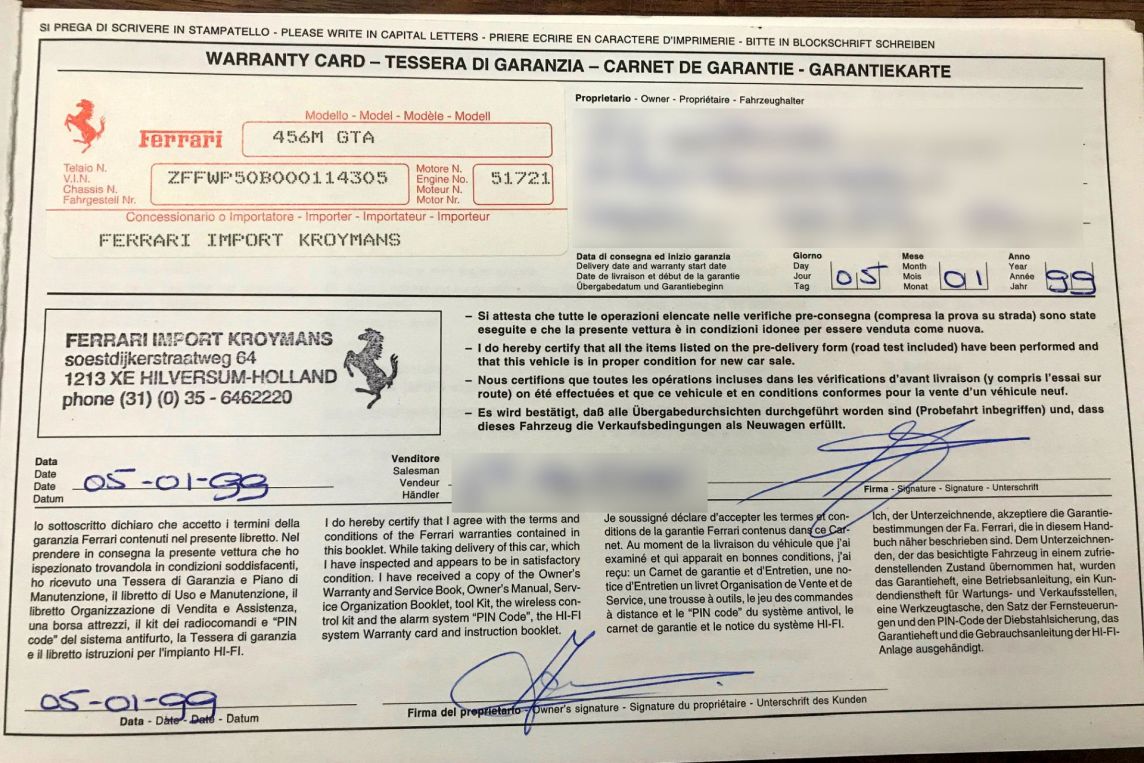 SI PREGA DI SCRIVERE IN STAMPATELLO - PLEASE WRITE IN CAPITAL LETTERS - PRIERE ECRIRE EN CARACTERE D'IMPRIMERIE - BITTE IN BLOCKSCHRIFT SCHREIBEN
WARRANTY CARD – TESSERA DI GARANZIA – CARNET DE GARANTIE - GARANTIEKARTE
Ferrari
Modello - Model - Modèle - Modell
456M GTA
Telaio N.
V.I.N.
Chassis N.
Fahrgestell Nr.
ZFFWP50B000114305
Motore N.
Engine No.
Moteur N.
Motor Nr.
51721
Concessionario o Importatore - Importer - Importateur - Importeur
FERRARI IMPORT KROYMANS
Proprietario - Owner - Propriétaire - Fahrzeughalter
Data di consegna ed inizio garanzia
Delivery date and warranty start date
Date de livraison et début de la garantie
Übergabedatum und Garantiebeginn
Giorno
Day
Jour
Tag
05
Mese
Month
Mois
Monat
01
Anno
Year
Année
Jahr
99
FERRARI IMPORT KROYMANS
soestdijkerstraatweg 64
1213 XE HILVERSUM-HOLLAND
phone (31) (0) 35 - 6462220
– Si attesta che tutte le operazioni elencate nelle verifiche pre-consegna (compresa la prova su strada) sono state
eseguite e che la presente vettura è in condizioni idonee per essere venduta come nuova.
– I do hereby certify that all the items listed on the pre-delivery form (road test included) have been performed and
that this vehicle is in proper condition for new car sale.
– Nous certifions que toutes les opérations incluses dans les vérifications d'avant livraison (y compris l'essai sur
route) on été effectuées et que ce vehicule et en conditions conformes pour la vente d'un véhicule neuf.
– Es wird bestätigt, daß alle Übergabedurchsichten durchgeführt worden sind (Probefahrt inbegriffen) und, dass
dieses Fahrzeug die Verkaufsbedingungen als Neuwagen erfüllt.
Data
Date
Date
Datum
05-01-99
Venditore
Salesman
Vendeur
Händler
Firma - Signature - Signature - Unterschrift
Io sottoscritto dichiaro che accetto i termini della
garanzia Ferrari contenuti nel presente libretto. Nel
prendere in consegna la presente vettura che ho
ispezionato trovandola in condizioni soddisfacenti,
ho ricevuto una Tessera di Garanzia e Piano di
Manutenzione, il libretto di Uso e Manutenzione, il
libretto Organizzazione di Vendita e Assistenza,
una borsa attrezzi, il kit dei radiocomandi e "PIN
code" del sistema antifurto, la Tessera di garanzia
e il libretto istruzioni per l'impianto HI-FI.
I do hereby certify that I agree with the terms and
conditions of the Ferrari warranties contained in
this booklet. While taking delivery of this car, which
I have inspected and appears to be in satisfactory
condition. I have received a copy of the Owner's
Warranty and Service Book, Owner's Manual, Serv-
ice Organization Booklet, tool Kit, the wireless con-
trol kit and the alarm system "PIN Code", the HI-FI
system Warranty card and instruction booklet.
Je soussigné déclare d'accepter les termes et con-
ditions de la garantie Ferrari contenus dans ce Car-
net. Au moment de la livraison du véhicule que j'ai
examiné et qui apparait en bonnes conditions, j'ai
reçu: un Carnet de garantie et d'Entretien, une no-
tice d'Entretien un livret Organisation de Vente et de
Service, une trousse à outils, le jeu des commandes
à distance et le "PIN code" du système antivol, le
carnet de garantie et le notice du système HI-FI.
Ich, der Unterzeichnende, akzeptiere die Garantie-
bestimmungen der Fa. Ferrari, die in diesem Hand-
buch näher beschrieben sind. Dem Unterzeichnen-
den, der das besichtigte Fahrzeug in einem zufrie-
denstellenden Zustand übernommen hat, wurden
das Garantieheft, eine Betriebsanleitung, ein Kun-
dendienstheft für Wartungs- und Verkaufsstellen,
eine Werkzeugtasche, den Satz der Fernsteuerun-
gen und den PIN-Code der Diebstahlsicherung, das
Garantieheft und die Gebrauchsanleitung der HI-FI-
Anlage ausgehändigt.
05-01-99
Data - Date - Date - Datum
Firma del proprietario - Owner's signature - Signature du propriétaire - Unterschrift des Kunden